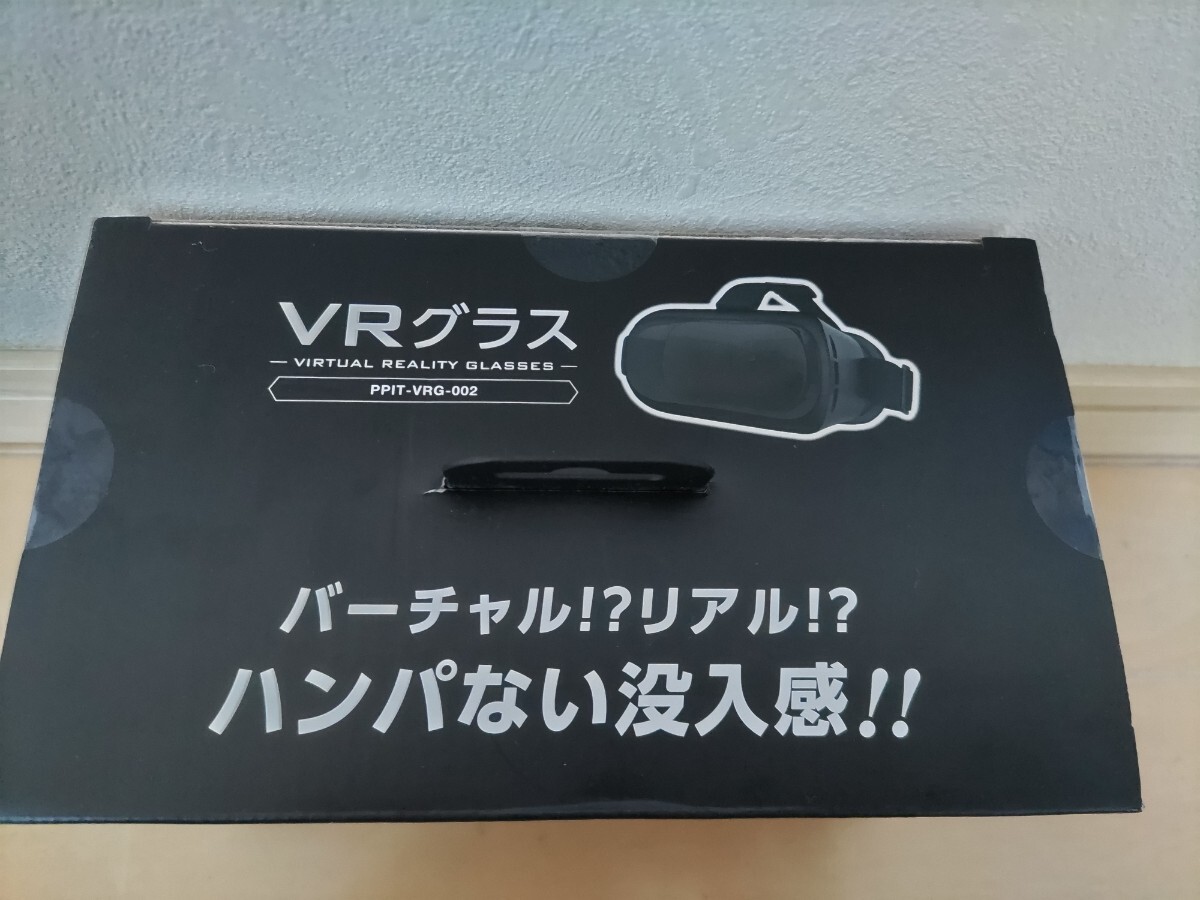 VRグラス
VIRTUAL REALITY GLASSES
PPIT-VRG-002
バーチャル!?リアル!?
ハンパない没入感!!